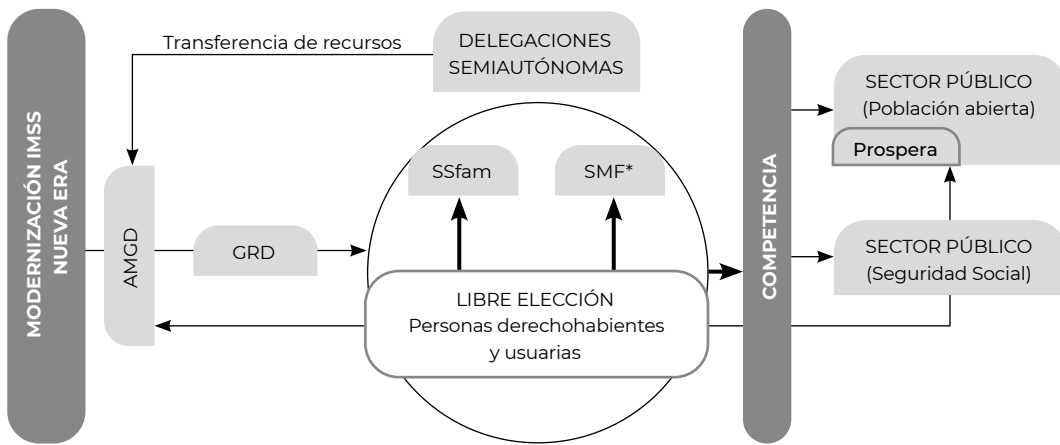 MODERNIZACIÓN IMSS
NUEVA ERA
Transferencia de recursos
DELEGACIONES
SEMIAUTÓNOMAS
AMGD
GRD
SSfam
SMF*
LIBRE ELECCIÓN
Personas derechohabientes
y usuarias
COMPETENCIA
SECTOR PÚBLICO
(Población abierta)
Prospera
SECTOR PÚBLICO
(Seguridad Social)